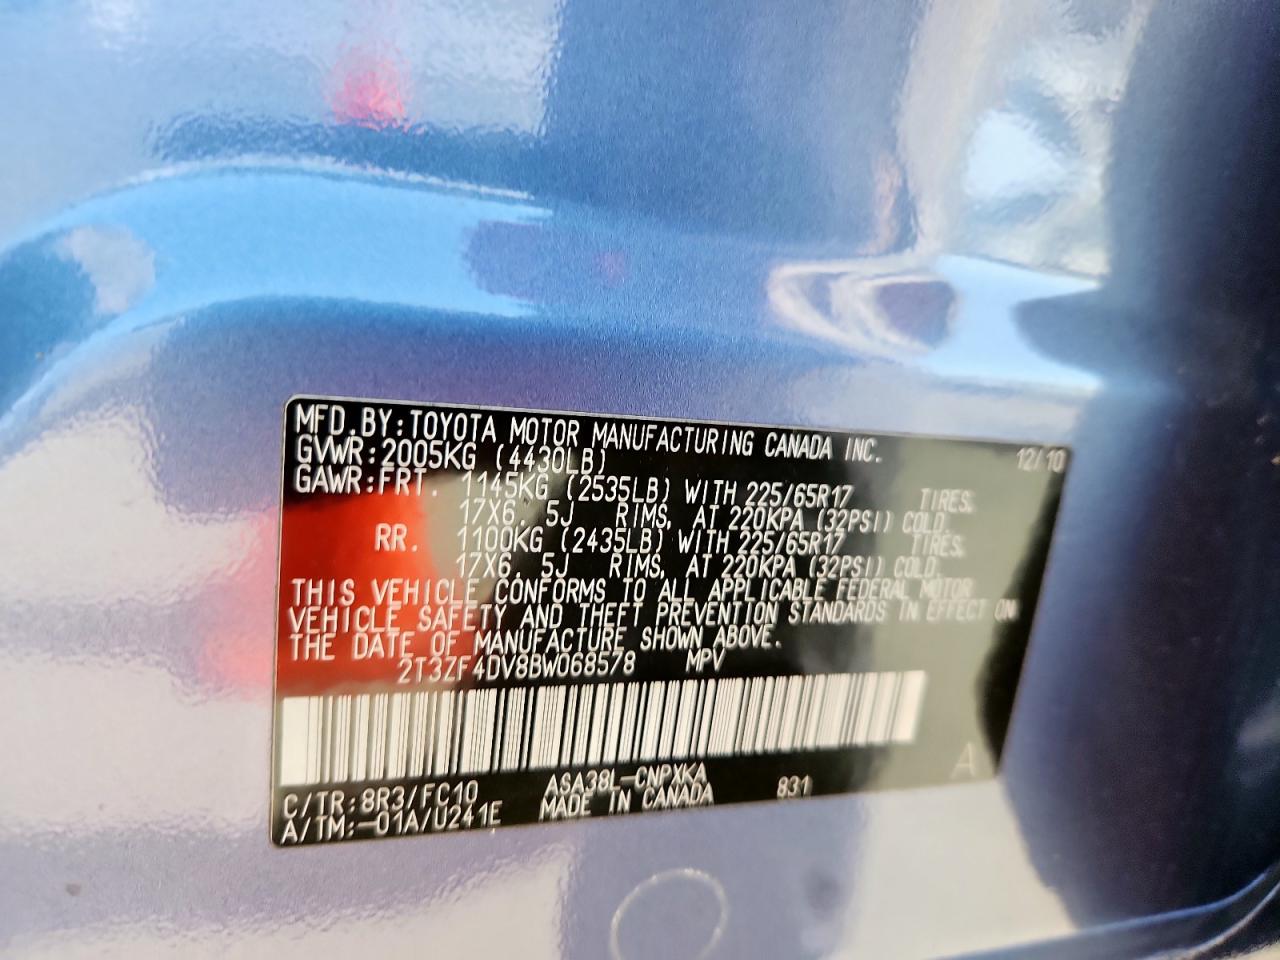 MFD.BY:TOYOTA MOTOR MANUFACTURING CANADA INC. 12/10
GVWR:2005KG (4430LB)
GAWR:FRT. 1145KG (2535LB) WITH 225/65R17 TIRES,
17X6. 5J RIMS, AT 220KPA (32PSI) COLD.
RR. 1100KG (2435LB) WITH 225/65R17 TIRES,
17X6. 5J RIMS, AT 220KPA (32PSI) COLD.
THIS VEHICLE CONFORMS TO ALL APPLICABLE FEDERAL MOTOR
VEHICLE SAFETY AND THEFT PREVENTION STANDARDS IN EFFECT ON
THE DATE OF MANUFACTURE SHOWN ABOVE.
2T3ZF4DV8BW068578 MPV
C/TR:8R3/FC10 ASA38L-CNPXKA 831 A
A/TM:-01A/U241E MADE IN CANADA